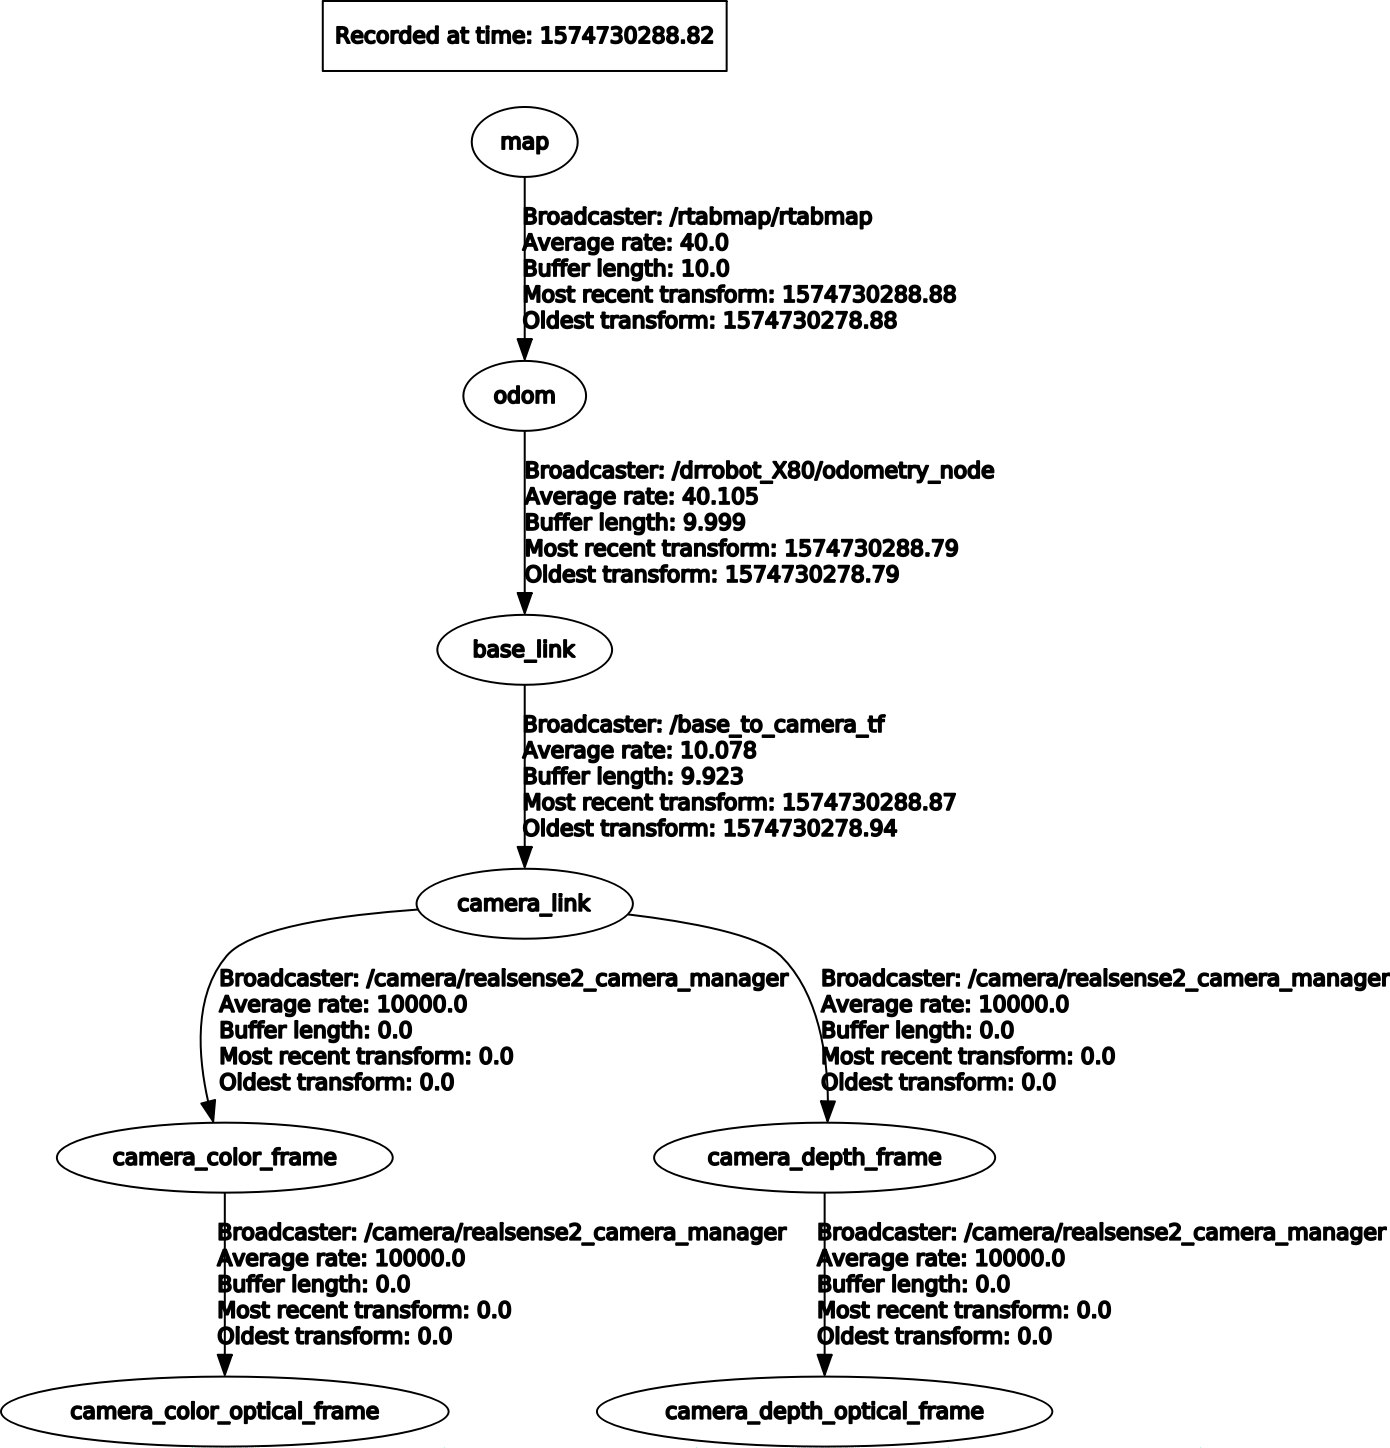 Recorded at time: 1574730288.82
map
Broadcaster: /rtabmap/rtabmap
Average rate: 40.0
Buffer length: 10.0
Most recent transform: 1574730288.88
Oldest transform: 1574730278.88
odom
Broadcaster: /drrobot_X80/odometry_node
Average rate: 40.105
Buffer length: 9.999
Most recent transform: 1574730288.79
Oldest transform: 1574730278.79
base_link
Broadcaster: /base_to_camera_tf
Average rate: 10.078
Buffer length: 9.923
Most recent transform: 1574730288.87
Oldest transform: 1574730278.94
camera_link
Broadcaster: /camera/realsense2_camera_manager
Average rate: 10000.0
Buffer length: 0.0
Most recent transform: 0.0
Oldest transform: 0.0
Broadcaster: /camera/realsense2_camera_manager
Average rate: 10000.0
Buffer length: 0.0
Most recent transform: 0.0
Oldest transform: 0.0
camera_color_frame
camera_depth_frame
Broadcaster: /camera/realsense2_camera_manager
Average rate: 10000.0
Buffer length: 0.0
Most recent transform: 0.0
Oldest transform: 0.0
Broadcaster: /camera/realsense2_camera_manager
Average rate: 10000.0
Buffer length: 0.0
Most recent transform: 0.0
Oldest transform: 0.0
camera_color_optical_frame
camera_depth_optical_frame